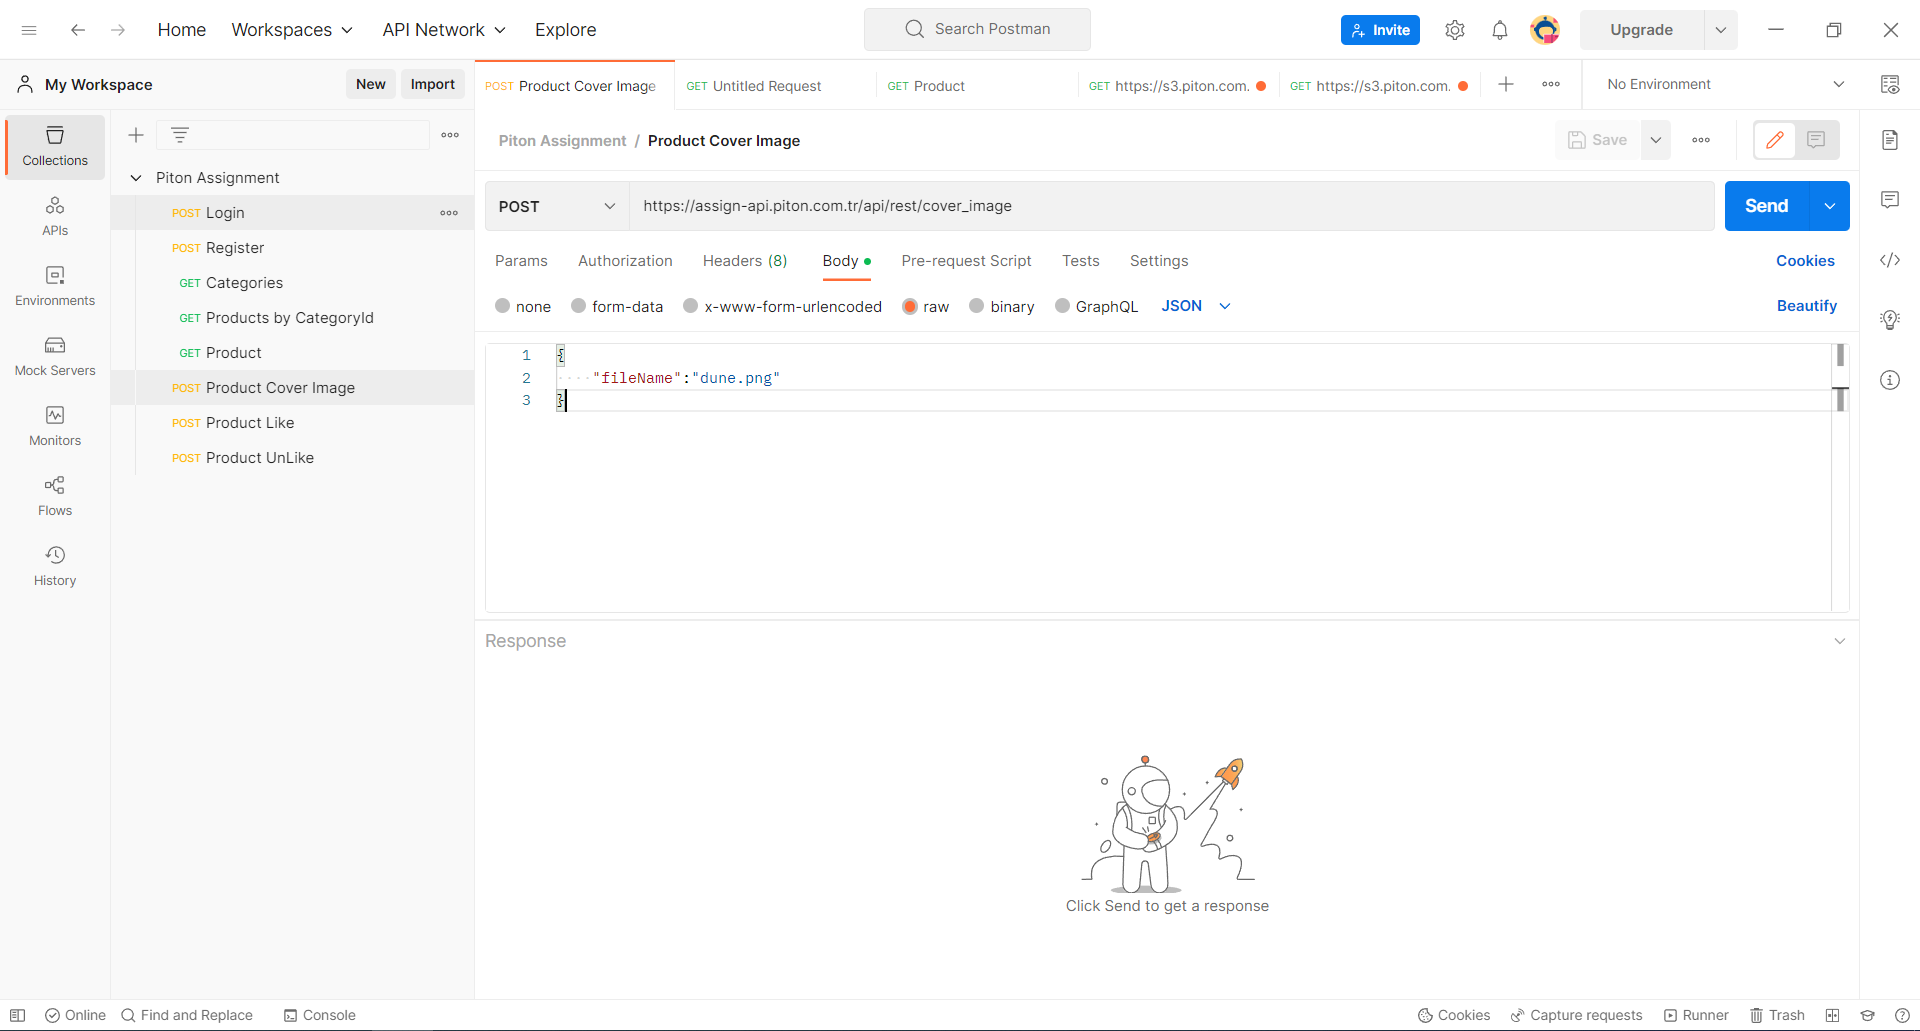 Home Workspaces API Network Explore Search Postman Invite Upgrade
My Workspace New Import
POST Product Cover Image GET Untitled Request GET Product GET https://s3.piton.com. GET https://s3.piton.com. No Environment
Collections
APIs
Environments
Mock Servers
Monitors
Flows
History
Piton Assignment
POST Login
POST Register
GET Categories
GET Products by CategoryId
GET Product
POST Product Cover Image
POST Product Like
POST Product UnLike
Piton Assignment / Product Cover Image Save
POST https://assign-api.piton.com.tr/api/rest/cover_image Send
Params Authorization Headers (8) Body Pre-request Script Tests Settings Cookies
none form-data x-www-form-urlencoded raw binary GraphQL JSON Beautify
1 {
2 "fileName":"dune.png"
3 }
Response
Click Send to get a response
Online Find and Replace Console Cookies Capture requests Runner Trash